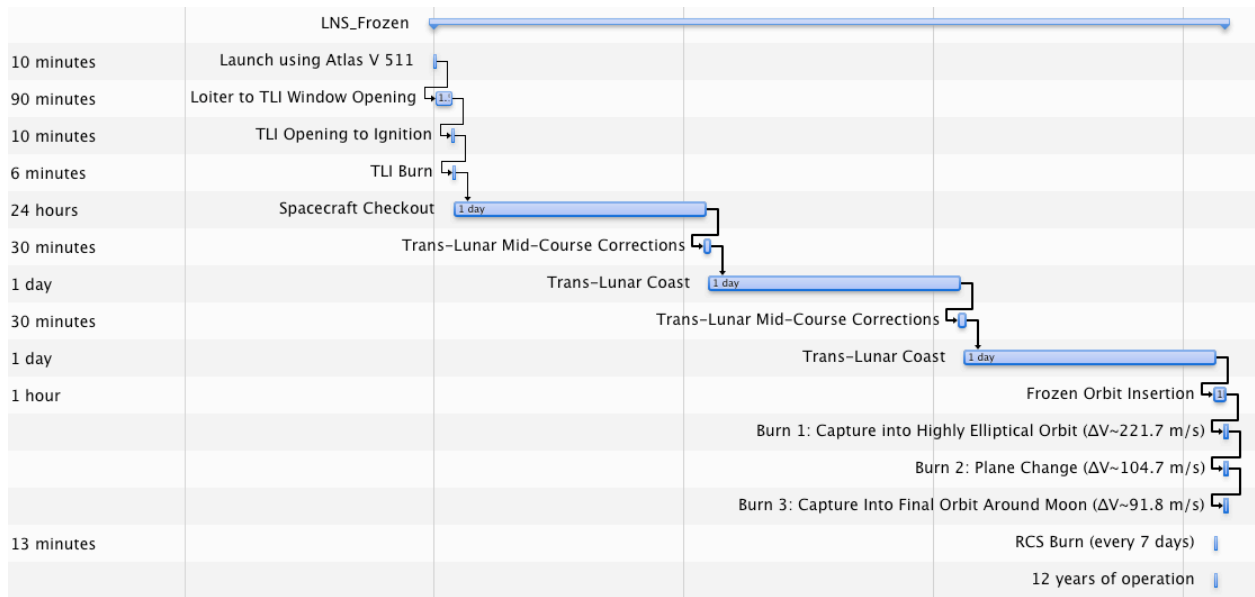 LNS_Frozen
10 minutes Launch using Atlas V 511
90 minutes Loiter to TLI Window Opening 1.
10 minutes TLI Opening to Ignition
6 minutes TLI Burn
24 hours Spacecraft Checkout 1 day
30 minutes Trans-Lunar Mid-Course Corrections
1 day Trans-Lunar Coast 1 day
30 minutes Trans-Lunar Mid-Course Corrections
1 day Trans-Lunar Coast 1 day
1 hour Frozen Orbit Insertion 1
Burn 1: Capture into Highly Elliptical Orbit (ΔV~221.7 m/s)
Burn 2: Plane Change (ΔV~104.7 m/s)
Burn 3: Capture Into Final Orbit Around Moon (ΔV~91.8 m/s)
13 minutes RCS Burn (every 7 days)
12 years of operation